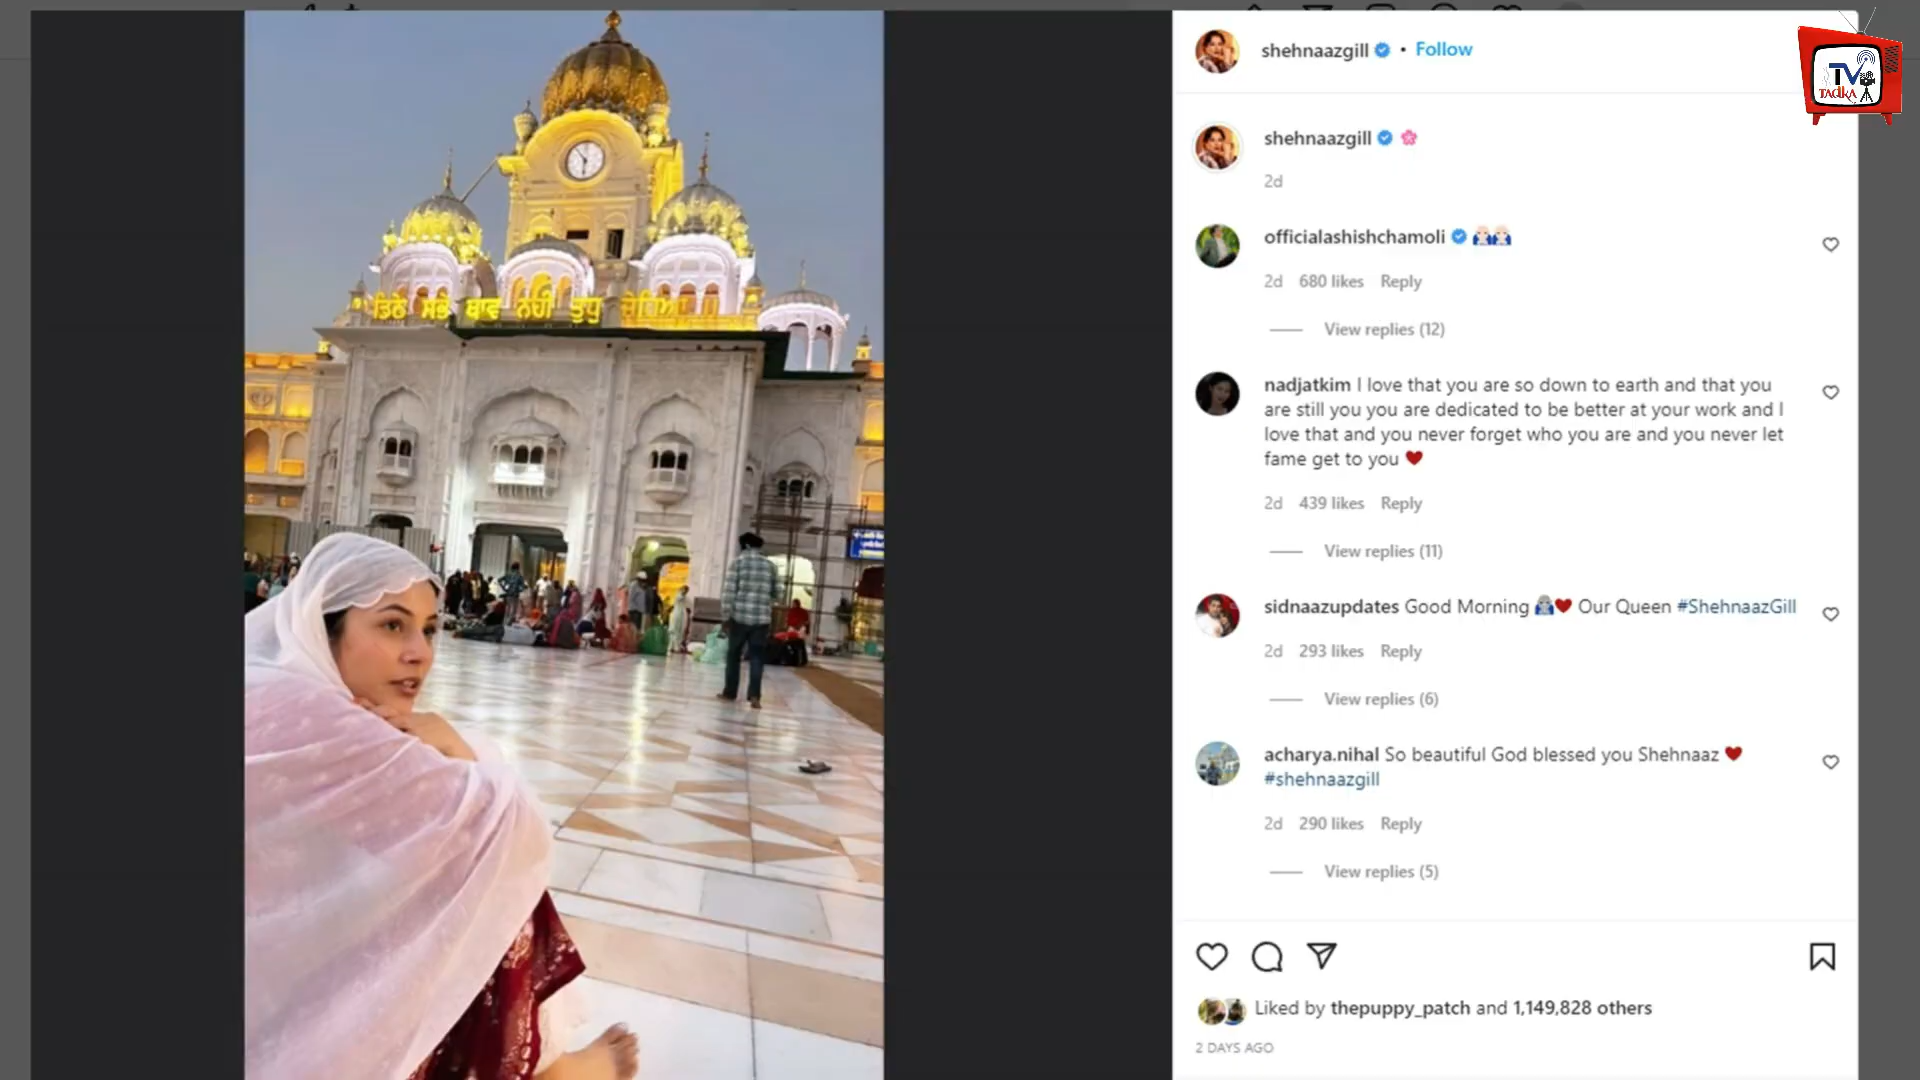 shehnaazgill • Follow
TV
TADKA
shehnaazgill
2d
officialashishchamoli
2d 680 likes Reply
View replies (12)
ਡਿਠੇ ਸਭੇ ਥਾਵ ਨਹੀ ਤੁਧੁ ਜੇਹਿਆ ॥
nadjatkim I love that you are so down to earth and that you
are still you you are dedicated to be better at your work and I
love that and you never forget who you are and you never let
fame get to you
2d 439 likes Reply
View replies (11)
sidnaazupdates Good Morning Our Queen #ShehnaazGill
2d 293 likes Reply
View replies (6)
acharya.nihal So beautiful God blessed you Shehnaaz
#shehnaazgill
2d 290 likes Reply
View replies (5)
Liked by thepuppy_patch and 1,149,828 others
2 DAYS AGO